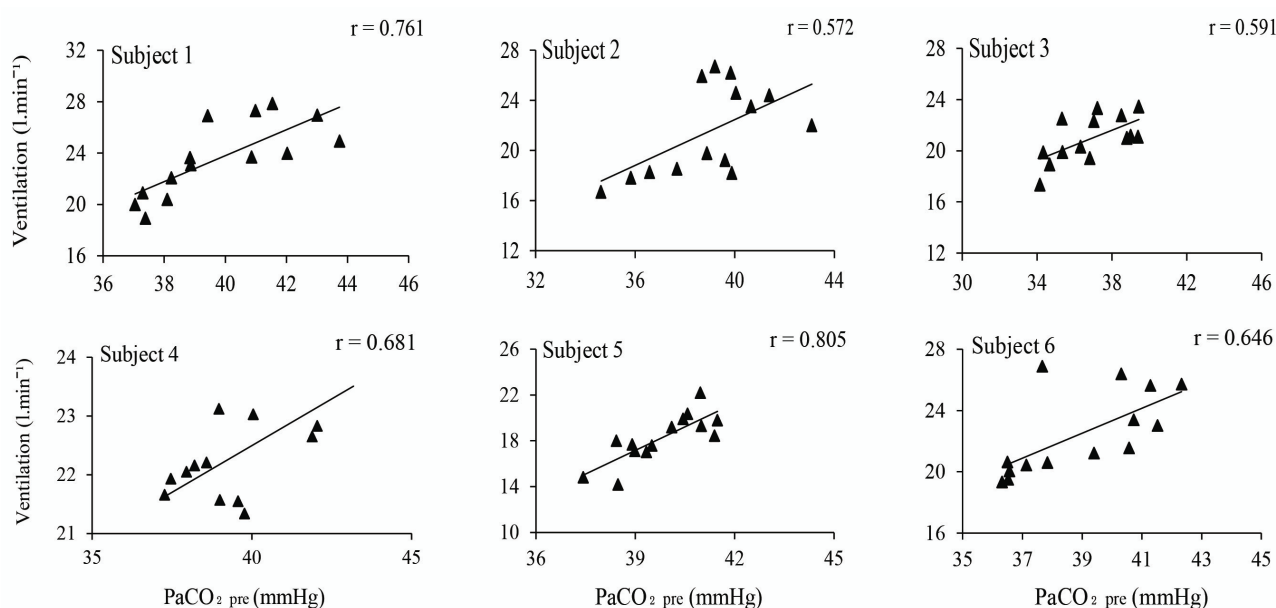 r = 0.761
Subject 1
Ventilation (l.min⁻¹)
32
28
24
20
16
36 38 40 42 44 46
r = 0.572
Subject 2
28
24
20
16
12
32 36 40 44
r = 0.591
Subject 3
28
24
20
16
12
30 34 38 42 46
r = 0.681
Subject 4
Ventilation (l.min⁻¹)
24
23
22
21
35 40 45
PaCO₂ pre (mmHg)
r = 0.805
Subject 5
26
22
18
14
10
36 39 42 45
PaCO₂ pre (mmHg)
r = 0.646
Subject 6
28
24
20
16
35 37 39 41 43 45
PaCO₂ pre (mmHg)